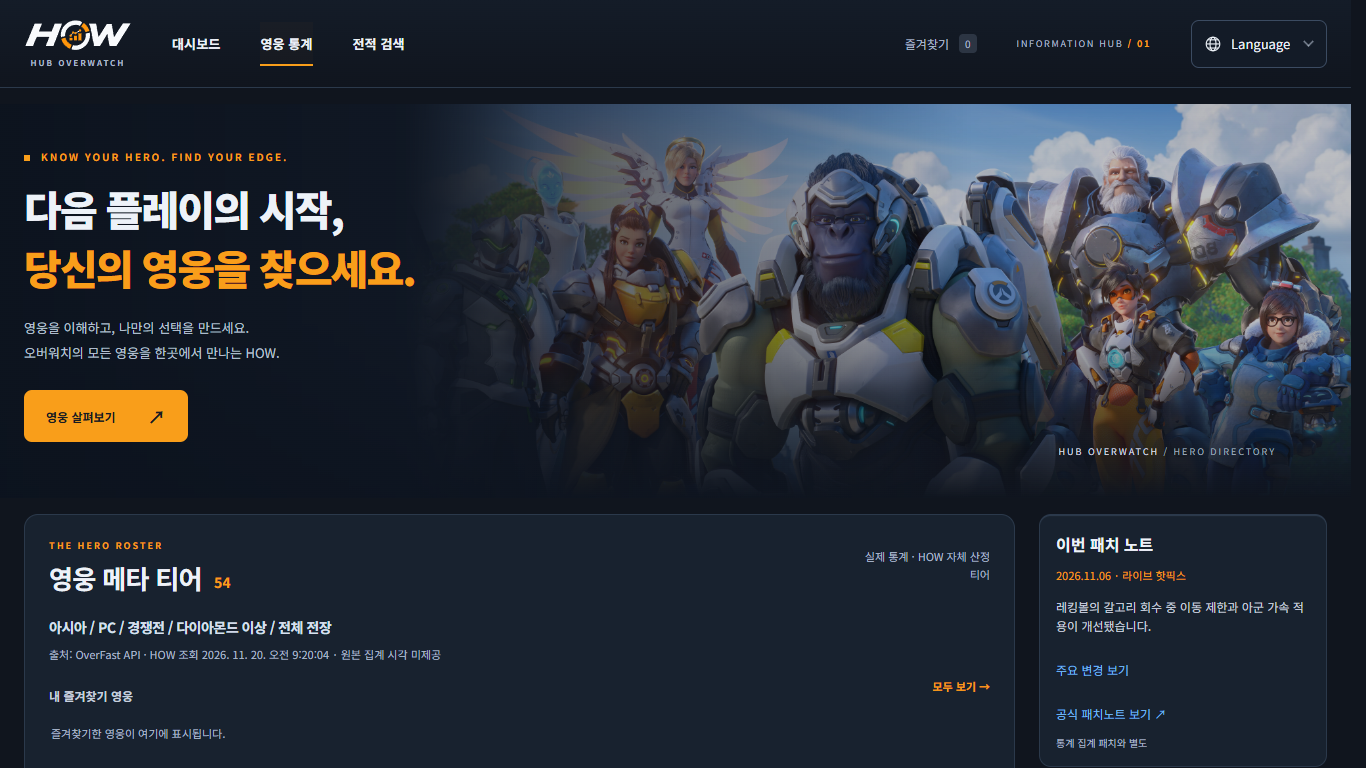 HOW
HUB OVERWATCH
대시보드
영웅 통계
전적 검색
즐겨찾기 0
INFORMATION HUB / 01
Language
KNOW YOUR HERO. FIND YOUR EDGE.
다음 플레이의 시작,
당신의 영웅을 찾으세요.
영웅을 이해하고, 나만의 선택을 만드세요.
오버워치의 모든 영웅을 한곳에서 만나는 HOW.
영웅 살펴보기 ↗
08
HUB OVERWATCH / HERO DIRECTORY
THE HERO ROSTER
영웅 메타 티어 54
실제 통계 · HOW 자체 산정
티어
아시아 / PC / 경쟁전 / 다이아몬드 이상 / 전체 전장
출처: OverFast API · HOW 조회 2026. 11. 20. 오전 9:20:04 · 원본 집계 시각 미제공
내 즐겨찾기 영웅
모두 보기 →
즐겨찾기한 영웅이 여기에 표시됩니다.
이번 패치 노트
2026.11.06 · 라이브 핫픽스
레킹볼의 갈고리 회수 중 이동 제한과 아군 가속 적
용이 개선됐습니다.
주요 변경 보기
공식 패치노트 보기 ↗
통계 집계 패치와 별도